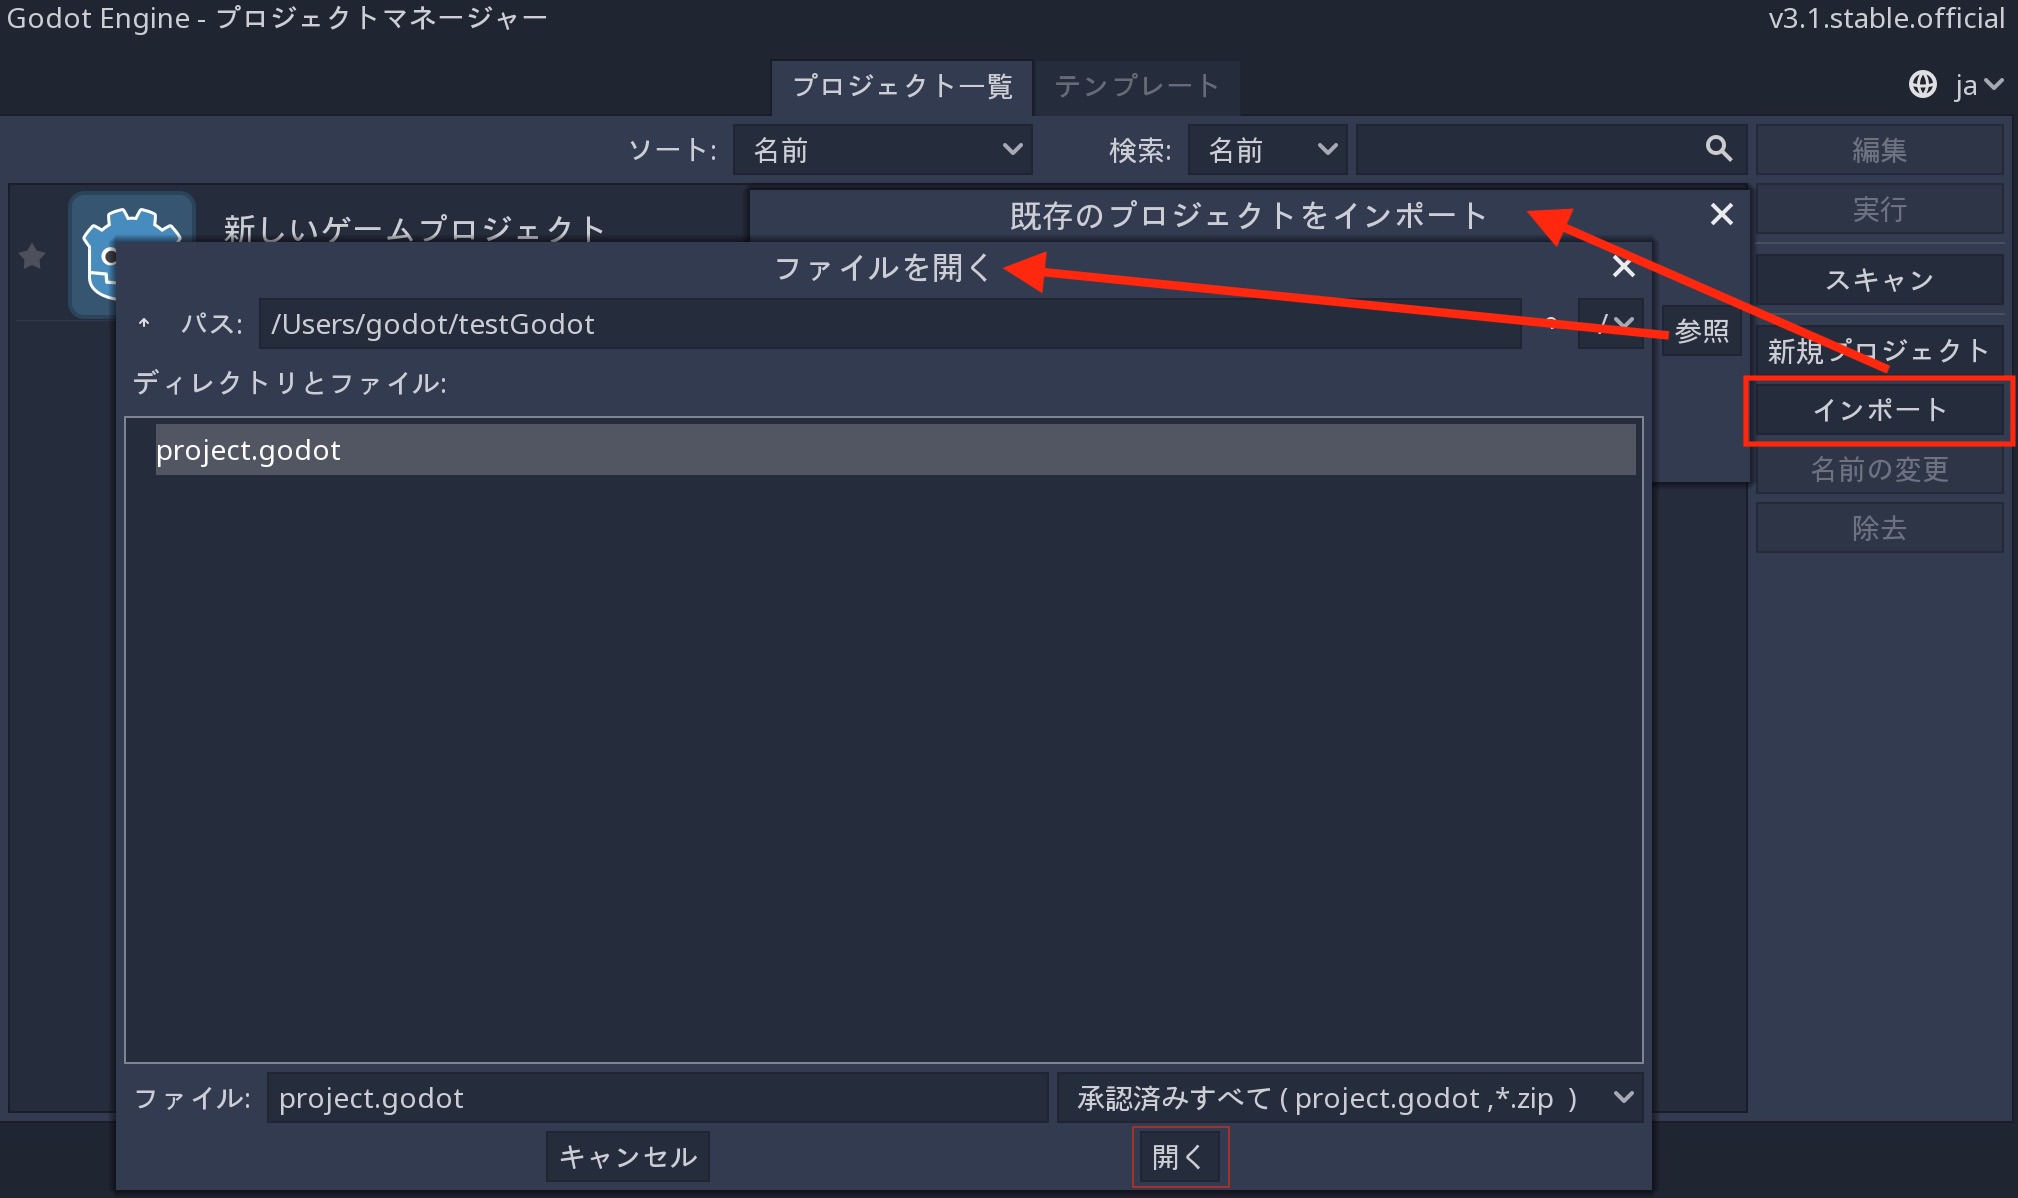 Godot Engine - プロジェクトマネージャー
v3.1.stable.official
プロジェクト一覧
テンプレート
ja
ソート:
名前
検索:
名前
編集
新しいゲームプロジェクト
既存のプロジェクトをインポート
実行
ファイルを開く
スキャン
パス:
/Users/godot/testGodot
/
参照
新規プロジェクト
ディレクトリとファイル:
インポート
project.godot
名前の変更
除去
ファイル:
project.godot
承認済みすべて ( project.godot ,*.zip )
キャンセル
開く